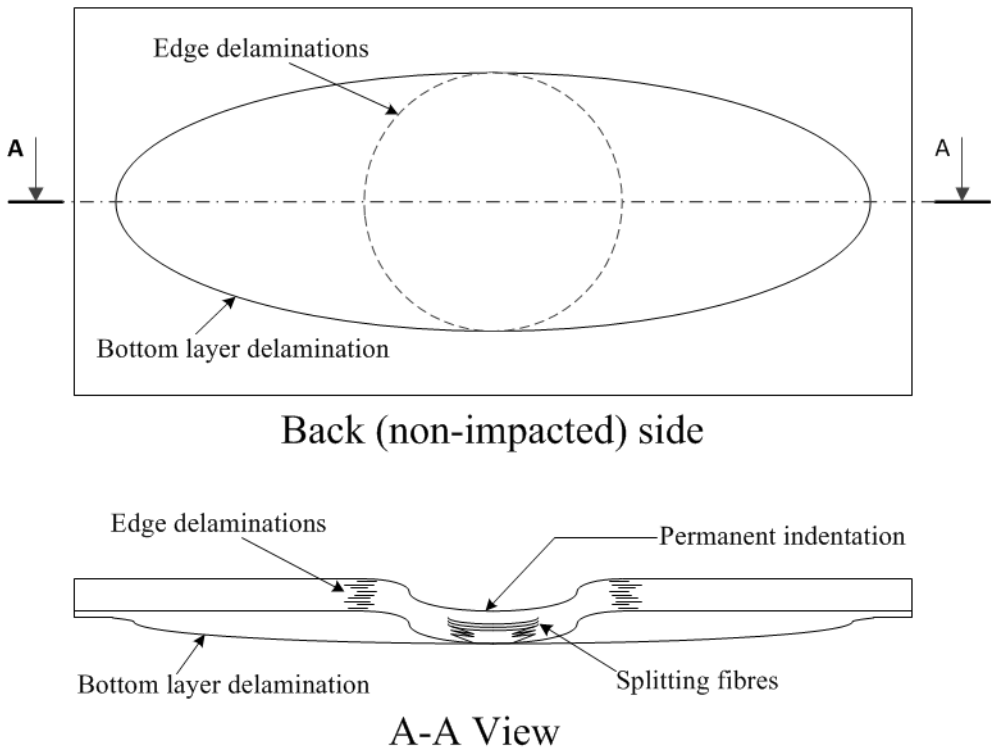 Edge delaminations
A
A
Bottom layer delamination
Back (non-impacted) side
Edge delaminations
Permanent indentation
Bottom layer delamination
Splitting fibres
A-A View